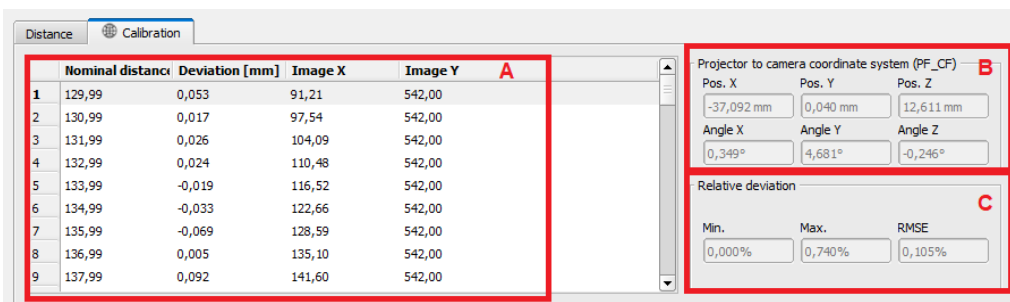 Distance Calibration
Nominal distance Deviation [mm] Image X Image Y A
1 129,99 0,053 91,21 542,00
2 130,99 0,017 97,54 542,00
3 131,99 0,026 104,09 542,00
4 132,99 0,024 110,48 542,00
5 133,99 -0,019 116,52 542,00
6 134,99 -0,033 122,66 542,00
7 135,99 -0,069 128,59 542,00
8 136,99 0,005 135,10 542,00
9 137,99 0,092 141,60 542,00
Projector to camera coordinate system (PF_CF) B
Pos. X Pos. Y Pos. Z
-37,092 mm 0,040 mm 12,611 mm
Angle X Angle Y Angle Z
0,349° 4,681° -0,246°
Relative deviation C
Min. Max. RMSE
0,000% 0,740% 0,105%